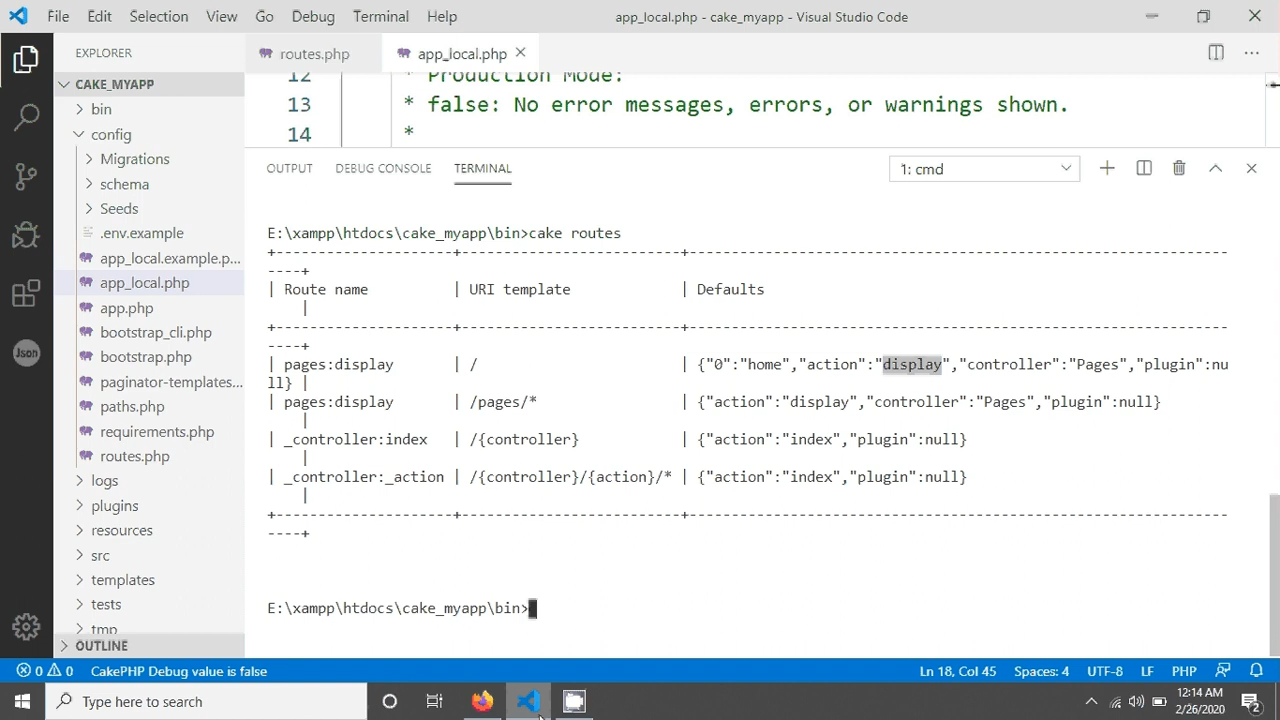 File Edit Selection View Go Debug Terminal Help app_local.php - cake_myapp - Visual Studio Code
EXPLORER
routes.php
app_local.php
CAKE_MYAPP
bin
config
Migrations
schema
Seeds
.env.example
app_local.example.p...
app_local.php
app.php
bootstrap_cli.php
bootstrap.php
paginator-templates...
paths.php
requirements.php
routes.php
logs
plugins
resources
src
templates
tests
tmp
OUTLINE
Json
12 * Production Mode:
13 * false: No error messages, errors, or warnings shown.
14 *
OUTPUT DEBUG CONSOLE TERMINAL 1: cmd
E:\xampp\htdocs\cake_myapp\bin>cake routes
+----------------------+---------------------------+----------------------------------------------------------------
----+
| Route name | URI template | Defaults
|
+----------------------+---------------------------+----------------------------------------------------------------
----+
| pages:display | / | {"0":"home","action":"display","controller":"Pages","plugin":nu
ll} |
| pages:display | /pages/* | {"action":"display","controller":"Pages","plugin":null}
|
| _controller:index | /{controller} | {"action":"index","plugin":null}
|
| _controller:_action | /{controller}/{action}/* | {"action":"index","plugin":null}
|
+----------------------+---------------------------+----------------------------------------------------------------
----+
E:\xampp\htdocs\cake_myapp\bin>
0 0 CakePHP Debug value is false Ln 18, Col 45 Spaces: 4 UTF-8 LF PHP
Type here to search
12:14 AM
2/26/2020
2